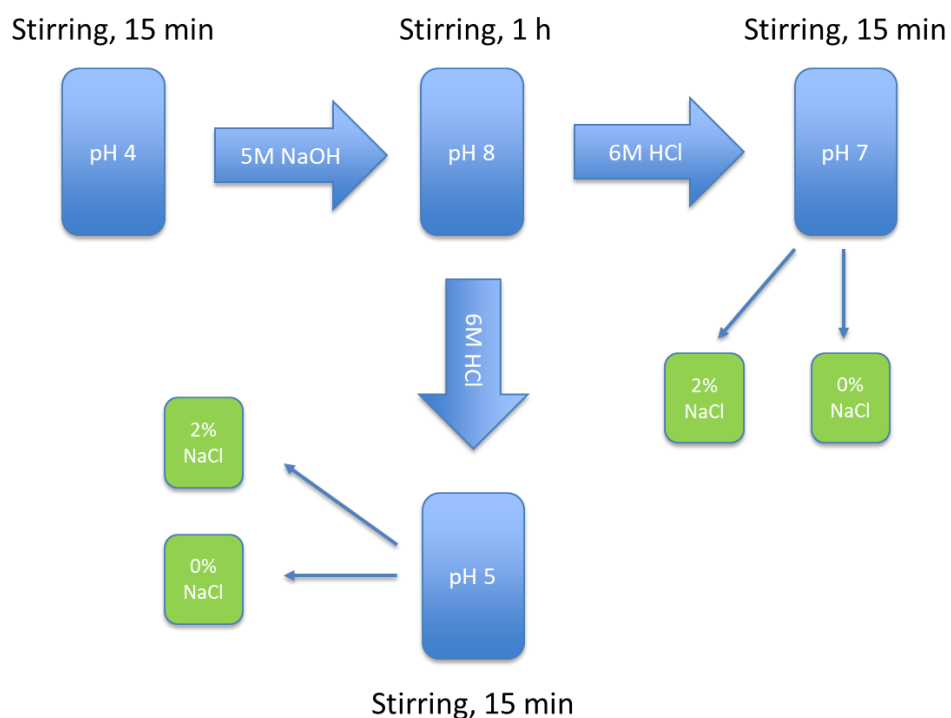 Stirring, 15 min
Stirring, 1 h
Stirring, 15 min
pH 4
5M NaOH
pH 8
6M HCl
pH 7
6M HCl
2%
NaCl
0%
NaCl
2%
NaCl
0%
NaCl
pH 5
Stirring, 15 min